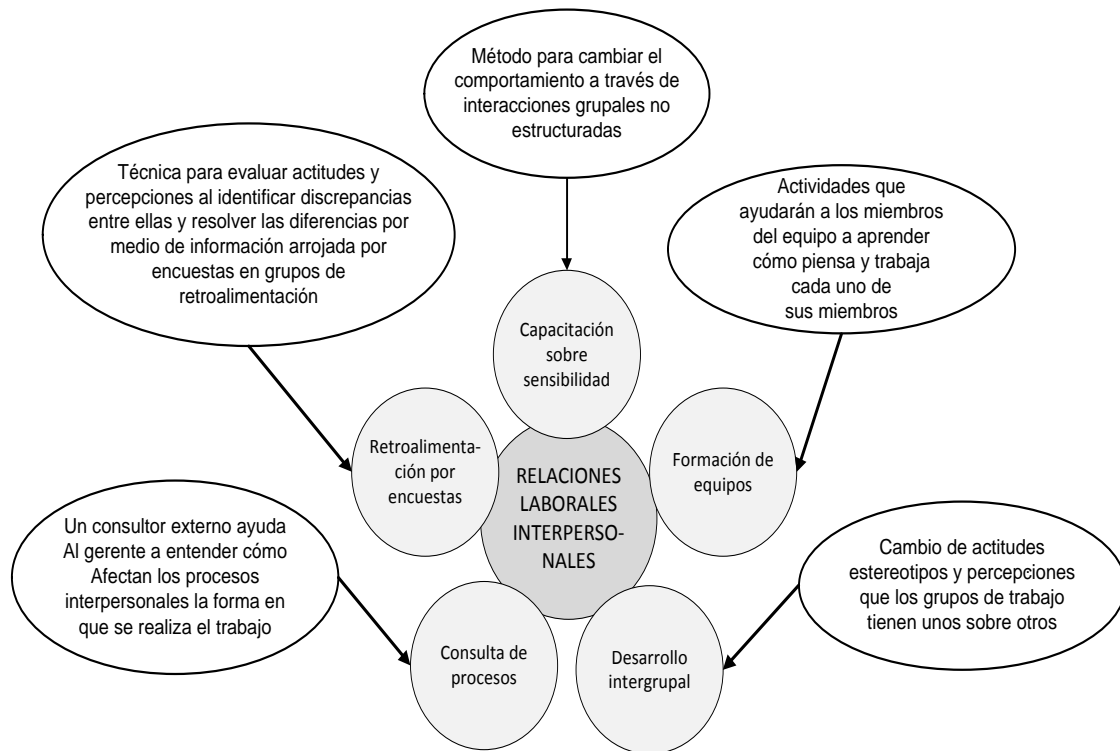 Método para cambiar el
comportamiento a través de
interacciones grupales no
estructuradas
Técnica para evaluar actitudes y
percepciones al identificar discrepancias
entre ellas y resolver las diferencias por
medio de información arrojada por
encuestas en grupos de
retroalimentación
Actividades que
ayudarán a los miembros
del equipo a aprender
cómo piensa y trabaja
cada uno de
sus miembros
Capacitación
sobre
sensibilidad
Retroalimenta-
ción por
encuestas
RELACIONES
LABORALES
INTERPERSO-
NALES
Formación de
equipos
Un consultor externo ayuda
Al gerente a entender cómo
Afectan los procesos
interpersonales la forma en
que se realiza el trabajo
Cambio de actitudes
estereotipos y percepciones
que los grupos de trabajo
tienen unos sobre otros
Consulta de
procesos
Desarrollo
intergrupal